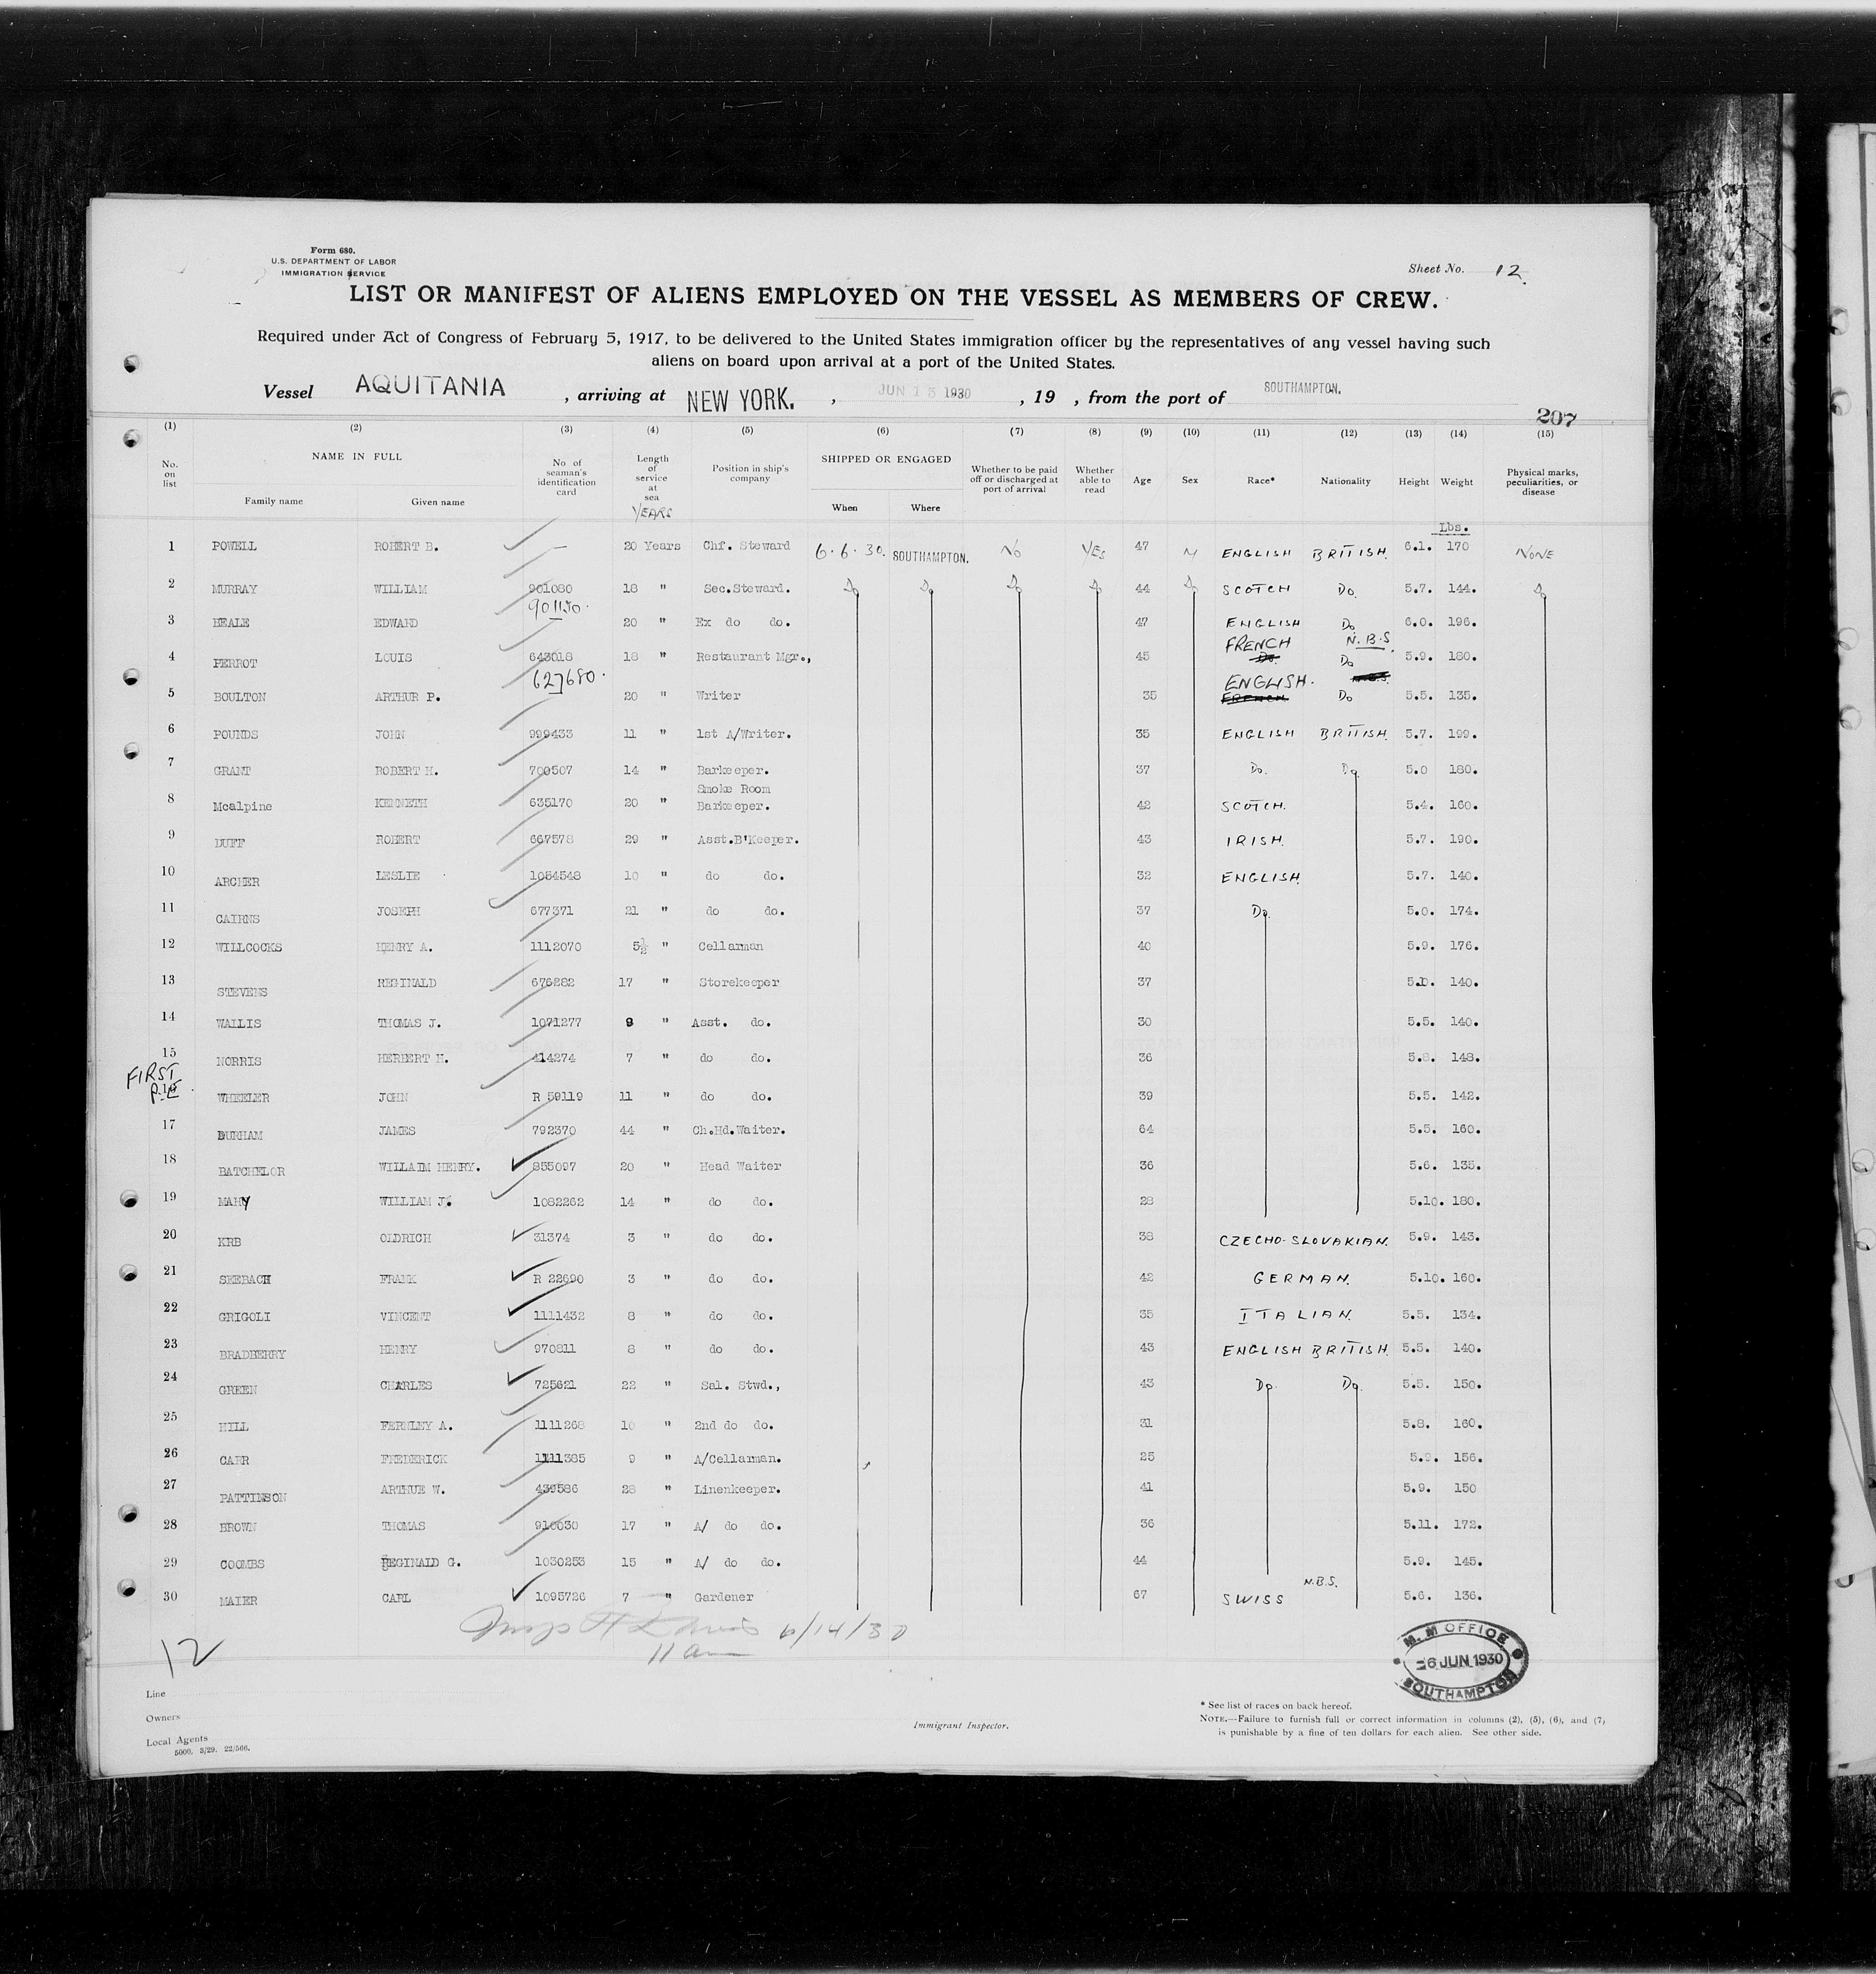 Form 680.
U.S. DEPARTMENT OF LABOR
IMMIGRATION SERVICE
Sheet No. 12.
LIST OR MANIFEST OF ALIENS EMPLOYED ON THE VESSEL AS MEMBERS OF CREW.
Required under Act of Congress of February 5, 1917, to be delivered to the United States immigration officer by the representatives of any vessel having such
aliens on board upon arrival at a port of the United States.
Vessel AQUITANIA, arriving at NEW YORK., JUN 15 1930, 19 , from the port of SOUTHAMPTON.
207
(1) (2) (3) (4) (5) (6) (7) (8) (9) (10) (11) (12) (13) (14) (15)
No. on list NAME IN FULL Family name Given name No. of seaman's identification card Length of service at sea YEARS Position in ship's company SHIPPED OR ENGAGED When Where Whether to be paid off or discharged at port of arrival Whether able to read Age Sex Race* Nationality Height Weight Physical marks, peculiarities, or disease
Lbs.
1 POWELL ROBERT B. — 20 Years Chf. Steward 6.6.30. SOUTHAMPTON. NO YES 47 M ENGLISH BRITISH. 6.1. 170 NONE
2 MURRAY WILLIAM 901080 18 " Sec.Steward. Do Do Do Do 44 Do SCOTCH Do. 5.7. 144. Do
901150.
3 BEALE EDWARD 20 " Ex do do. 47 ENGLISH Do 6.0. 196.
FRENCH N.B.S.
4 PERROT LOUIS 643018 18 " Restaurant Mgr., 45 Do. Do 5.9. 180.
627680. ENGLISH. N.B.S.
5 BOULTON ARTHUR P. 20 " Writer 35 FRENCH Do 5.5. 135.
6 POUNDS JOHN 999433 11 " 1st A/Writer. 35 ENGLISH BRITISH. 5.7. 199.
7 GRANT ROBERT H. 700507 14 " Barkeeper. 37 Do. Do. 5.0 180.
Smoke Room
8 Mcalpine KENNETH 635170 20 " Barkeeper. 42 SCOTCH. 5.4. 160.
9 DUFF ROBERT 667578 29 " Asst.B'Keeper. 43 IRISH. 5.7. 190.
10 ARCHER LESLIE 1054548 10 " do do. 32 ENGLISH. 5.7. 140.
11 CAIRNS JOSEPH 677371 21 " do do. 37 Do. 5.0. 174.
12 WILLCOCKS HENRY A. 1112070 5½ " Cellarman 40 5.9. 176.
13 STEVENS REGINALD 676282 17 " Storekeeper 37 5.10. 140.
14 WALLIS THOMAS J. 1071277 9 " Asst. do. 30 5.5. 140.
15 NORRIS HERBERT H. 414274 7 " do do. 36 5.8. 148.
FIRST
WHEELER JOHN R 59119 11 " do do. 39 5.5. 142.
17 DURHAM JAMES 792370 44 " Ch.Hd.Waiter. 64 5.5. 160.
18 BATCHELOR WILLAIM HENRY. 855097 20 " Head Waiter 36 5.6. 135.
19 MAHY WILLIAM J. 1082262 14 " do do. 28 5.10. 180.
20 KRB OLDRICH 31374 3 " do do. 38 CZECHO-SLOVAKIAN. 5.9. 143.
21 SEEBACH FRANK R 22690 3 " do do. 42 GERMAN. 5.10. 160.
22 GRIGOLI VINCENT 1111432 8 " do do. 35 ITALIAN. 5.5. 134.
23 BRADBERRY HENRY 970811 8 " do do. 43 ENGLISH BRITISH. 5.5. 140.
24 GREEN CHARLES 725621 22 " Sal. Stwd., 43 Do. Do. 5.5. 150.
25 HILL FERNLEY A. 1111268 10 " 2nd do do. 31 5.8. 160.
26 CARR FREDERICK 1111385 9 " A/Cellarman. 25 5.9. 156.
27 PATTINSON ARTHUE W. 439586 28 " Linenkeeper. 41 5.9. 150
28 BROWN THOMAS 916030 17 " A/ do do. 36 5.11. 172.
29 COOMBS REGINALD G. 1030253 15 " A/ do do. 44 5.9. 145.
30 MAIER CARL 1095726 7 " Gardener 67 SWISS N.B.S. 5.6. 136.
6/14/30
11 am
12
M. M OFFICE
6 JUN 1930
SOUTHAMPTON
Line
Owners
Local Agents
5000. 3/29. 22/566.
Immigrant Inspector.
* See list of races on back hereof.
NOTE.—Failure to furnish full or correct information in columns (2), (5), (6), and (7)
is punishable by a fine of ten dollars for each alien. See other side.